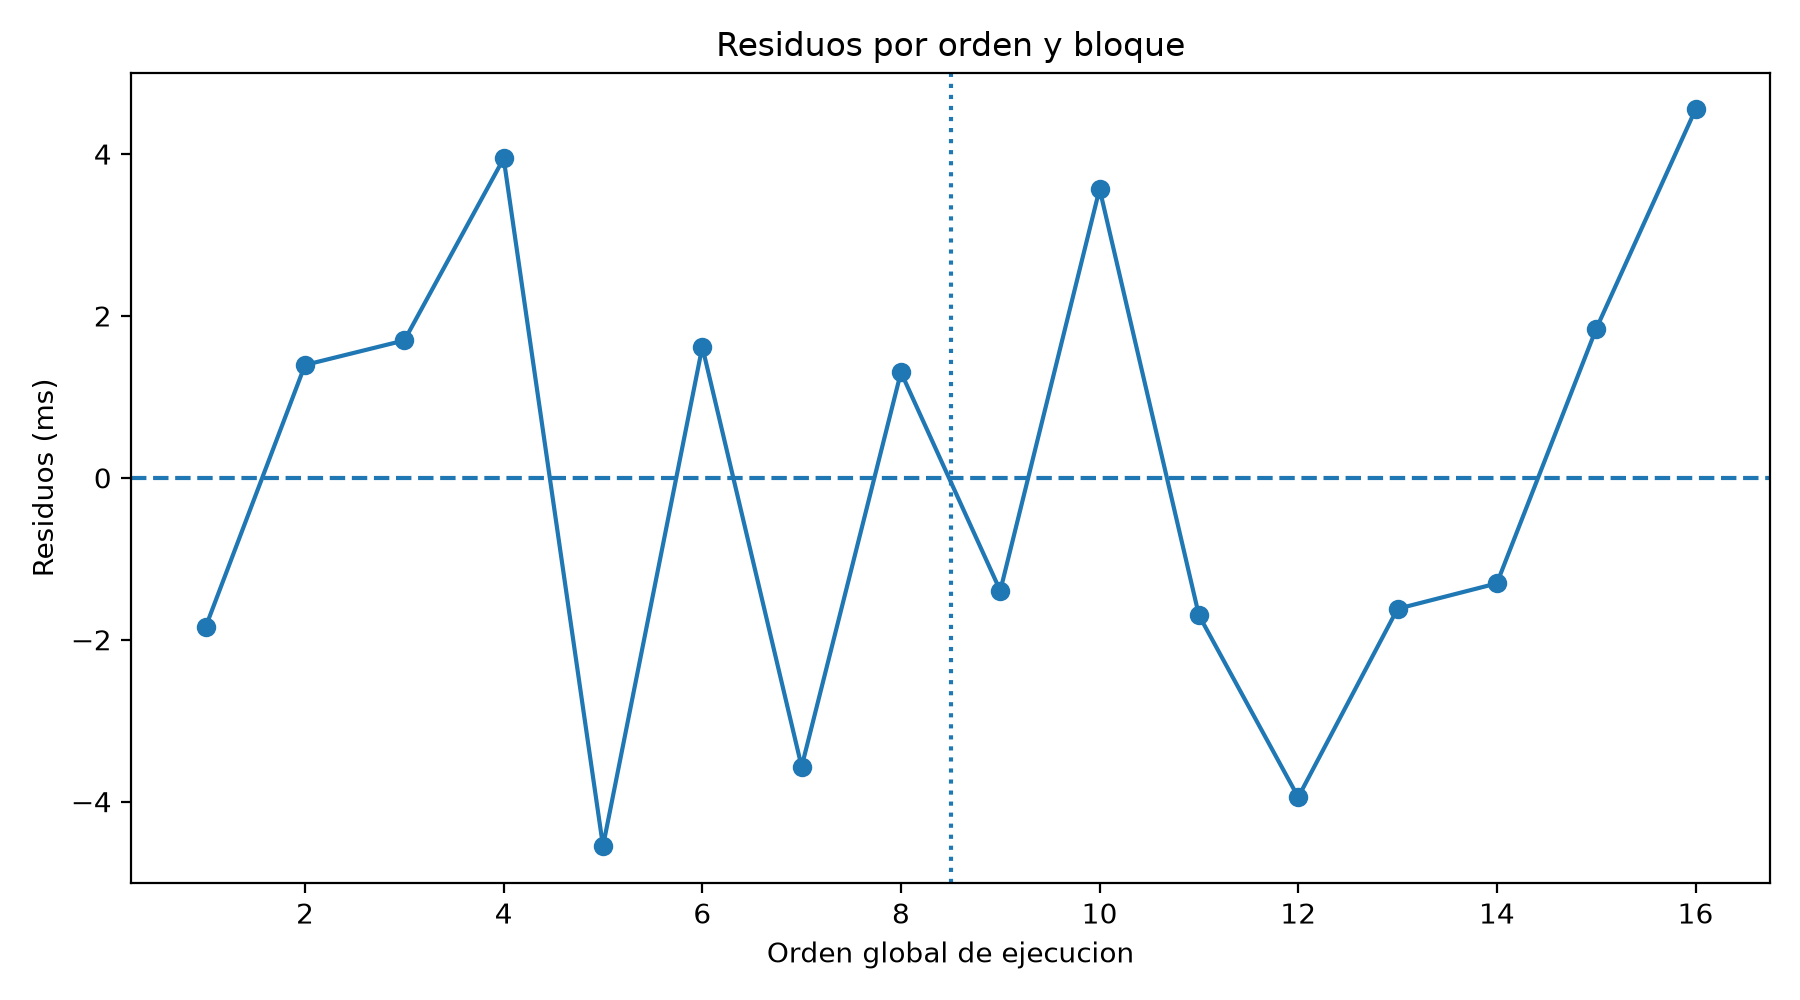 Residuos por orden y bloque
4
2
0
−2
−4
Residuos (ms)
2 4 6 8 10 12 14 16
Orden global de ejecucion